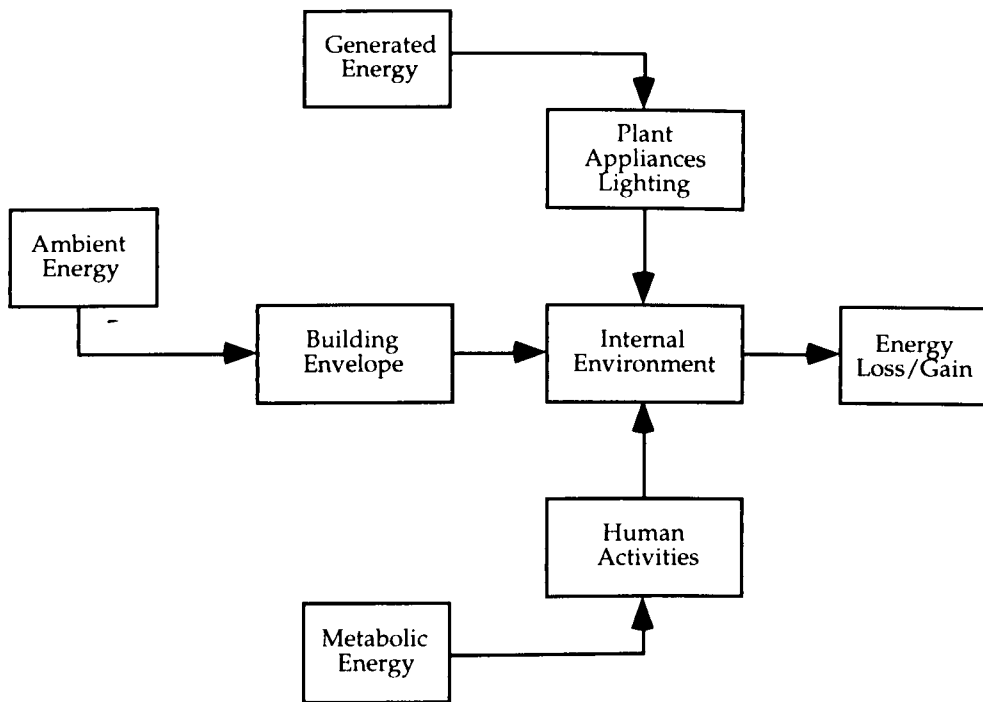 Generated
Energy
Plant
Appliances
Lighting
Ambient
Energy
Building
Envelope
Internal
Environment
Energy
Loss/Gain
Human
Activities
Metabolic
Energy